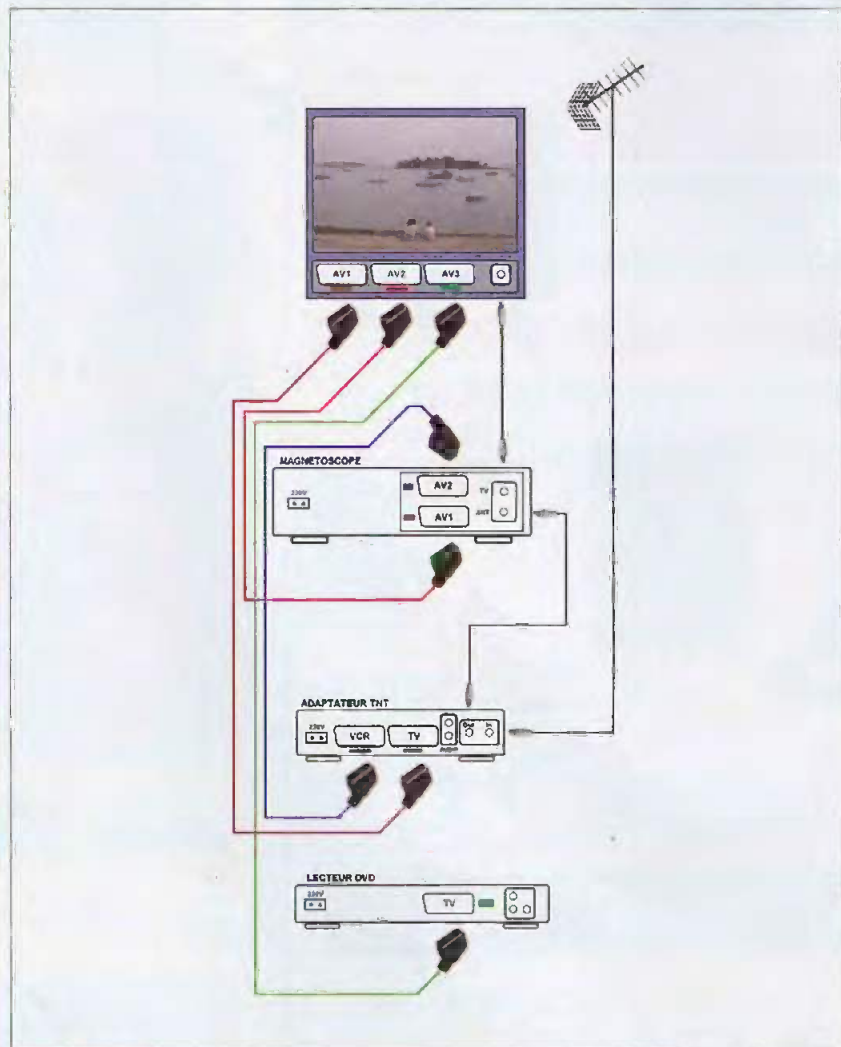 AV1 AV2 AV3
MAGNETOSCOPE
230V
AV2
TV
ANT
AV1
ADAPTATEUR TNT
230V
VCR
TV
AUDIO
Out In
LECTEUR DVD
230V
TV